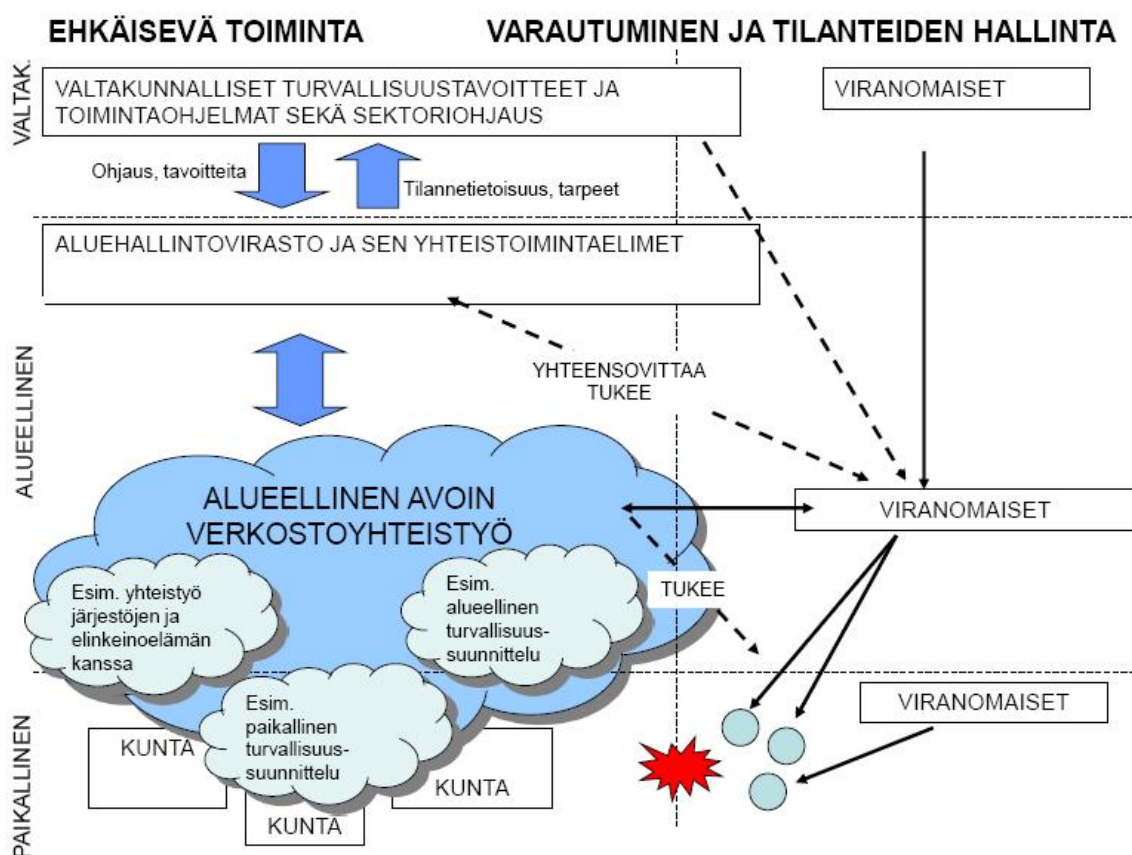 EHKÄISEVÄ TOIMINTA
VARAUTUMINEN JA TILANTEIDEN HALLINTA
VALTAK.
VALTAKUNNALLISET TURVALLISUUSTAVOITTEET JA
TOIMINTAOHJELMAT SEKÄ SEKTORIOHJAUS
VIRANOMAISET
Ohjaus, tavoitteita
Tilannetietoisuus, tarpeet
ALUEELLINEN
ALUEHALLINTOVIRASTO JA SEN YHTEISTOIMINTAELIMET
YHTEENSOVITTAA
TUKEE
ALUEELLINEN AVOIN
VERKOSTOYHTEISTYÖ
VIRANOMAISET
Esim. yhteistyö
järjestöjen ja
elinkeinoelämän
kanssa
Esim.
alueellinen
turvallisuus-
suunnittelu
TUKEE
PAIKALLINEN
Esim.
paikallinen
turvallisuus-
suunnittelu
VIRANOMAISET
KUNTA
KUNTA
KUNTA